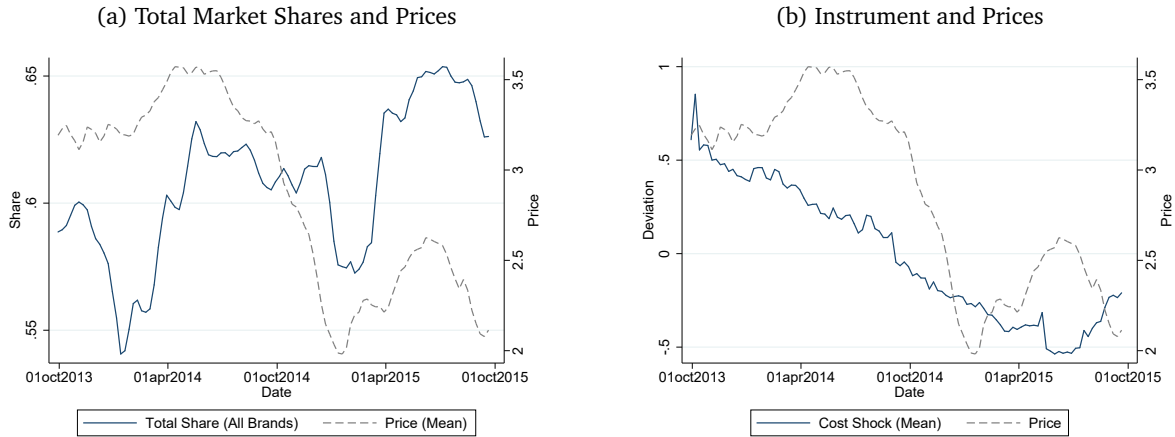 (a) Total Market Shares and Prices
.65
.6
.55
Share
3.5
3
2.5
2
Price
01oct2013 01apr2014 01oct2014 01apr2015 01oct2015
Date
Total Share (All Brands) Price (Mean)
(b) Instrument and Prices
1
.5
0
-.5
Deviation
3.5
3
2.5
2
Price
01oct2013 01apr2014 01oct2014 01apr2015 01oct2015
Date
Cost Shock (Mean) Price